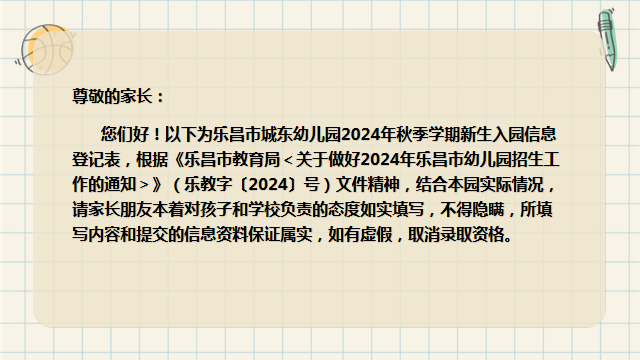 尊敬的家长：
您们好！以下为乐昌市城东幼儿园2024年秋季学期新生入园信息
登记表，根据《乐昌市教育局＜关于做好2024年乐昌市幼儿园招生工
作的通知＞》（乐教字〔2024〕号）文件精神，结合本园实际情况，
请家长朋友本着对孩子和学校负责的态度如实填写，不得隐瞒，所填
写内容和提交的信息资料保证属实，如有虚假，取消录取资格。